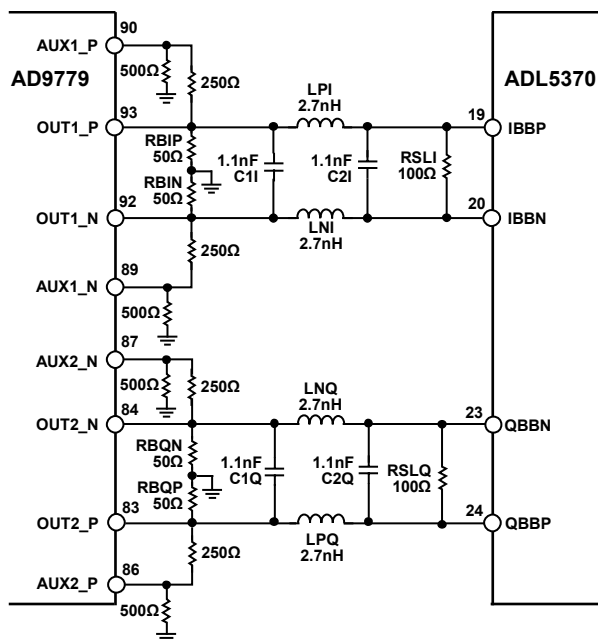 90
AUX1_P
500Ω
250Ω
AD9779
ADL5370
LPI
2.7nH
93
19
OUT1_P
IBBP
RBIP
50Ω
1.1nF
C1I
1.1nF
C2I
RSLI
100Ω
RBIN
50Ω
92
20
OUT1_N
IBBN
LNI
2.7nH
250Ω
89
AUX1_N
500Ω
87
AUX2_N
500Ω
250Ω
LNQ
2.7nH
84
23
OUT2_N
QBBN
RBQN
50Ω
1.1nF
C1Q
1.1nF
C2Q
RSLQ
100Ω
RBQP
50Ω
83
24
OUT2_P
QBBP
LPQ
2.7nH
250Ω
86
AUX2_P
500Ω